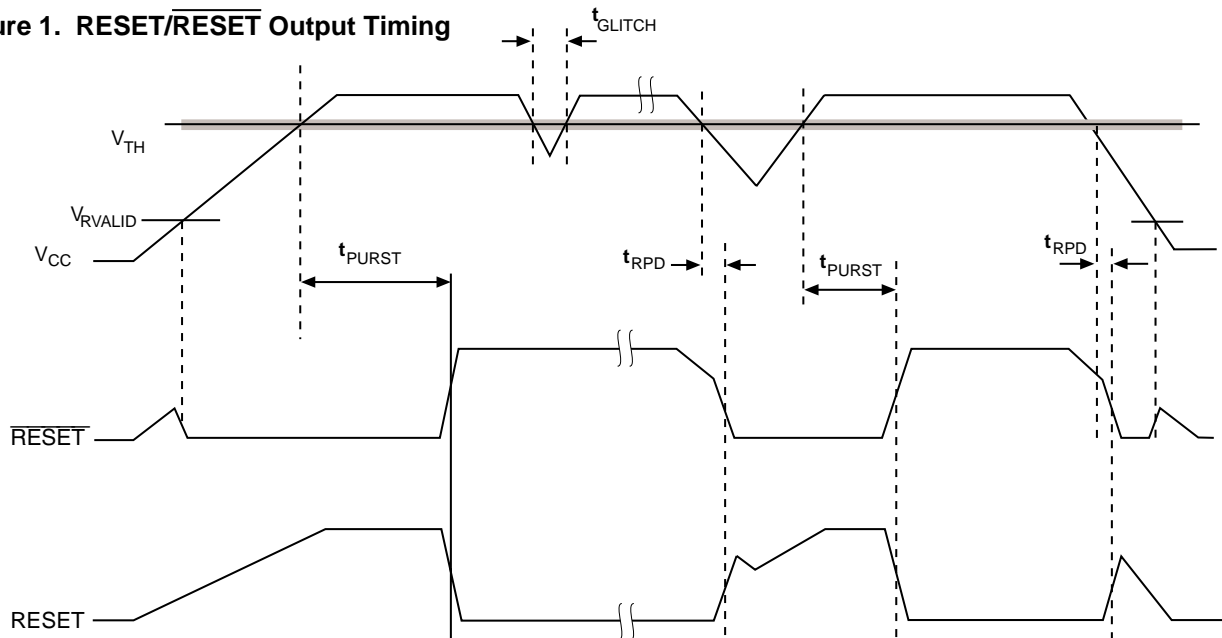 ure 1. RESET/RESET Output Timing
tGLITCH
VTH
VRVALID
VCC
tPURST
tRPD
tPURST
tRPD
RESET
RESET